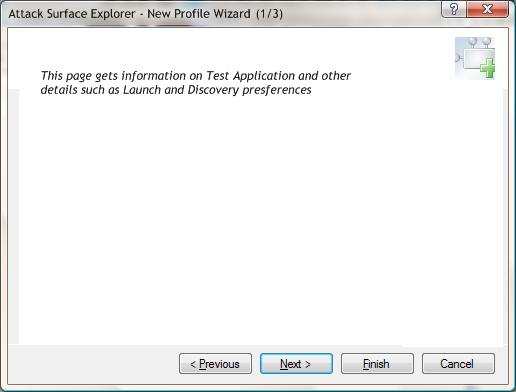 Attack Surface Explorer - New Profile Wizard (1/3)
?
This page gets information on Test Application and other
details such as Launch and Discovery presferences
< Previous
Next >
Finish
Cancel